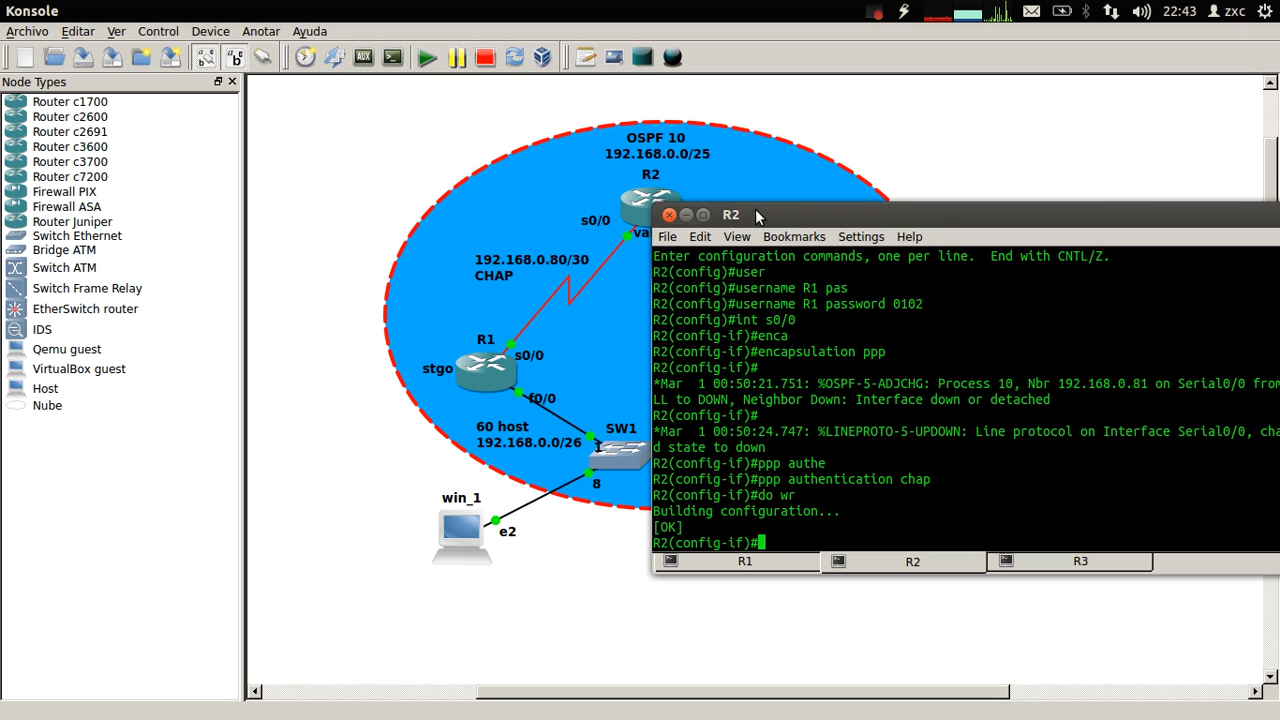 Konsole
22:43 zxc
Archivo Editar Ver Control Device Anotar Ayuda
AUX
Node Types
Router c1700
Router c2600
Router c2691
Router c3600
Router c3700
Router c7200
Firewall PIX
Firewall ASA
Router Juniper
Switch Ethernet
Bridge ATM
Switch ATM
Switch Frame Relay
EtherSwitch router
IDS
Qemu guest
VirtualBox guest
Host
Nube
OSPF 10
192.168.0.0/25
R2
s0/0
192.168.0.80/30
CHAP
R1
s0/0
stgo
f0/0
60 host
192.168.0.0/26
SW1
1
8
win_1
e2
R2
File Edit View Bookmarks Settings Help
Enter configuration commands, one per line.  End with CNTL/Z.
R2(config)#user
R2(config)#username R1 pas
R2(config)#username R1 password 0102
R2(config)#int s0/0
R2(config-if)#enca
R2(config-if)#encapsulation ppp
R2(config-if)#
*Mar  1 00:50:21.751: %OSPF-5-ADJCHG: Process 10, Nbr 192.168.0.81 on Serial0/0 from
LL to DOWN, Neighbor Down: Interface down or detached
R2(config-if)#
*Mar  1 00:50:24.747: %LINEPROTO-5-UPDOWN: Line protocol on Interface Serial0/0, cha
d state to down
R2(config-if)#ppp authe
R2(config-if)#ppp authentication chap
R2(config-if)#do wr
Building configuration...
[OK]
R2(config-if)#
R1 R2 R3